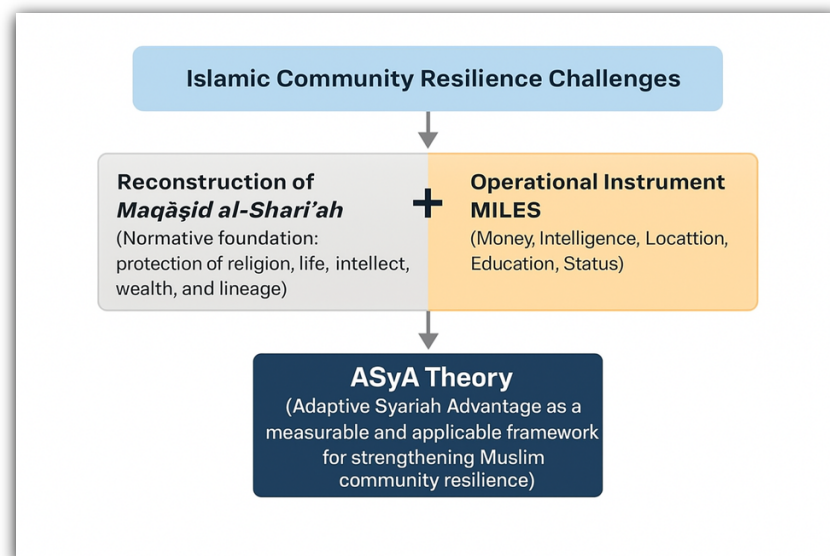 Islamic Community Resilience Challenges
Reconstruction of
Maqāşid al-Shari’ah
(Normative foundation:
protection of religion, life, intellect,
wealth, and lineage)
+
Operational Instrument
MILES
(Money, Intelligence, Locattion,
Education, Status)
ASyA Theory
(Adaptive Syariah Advantage as a
measurable and applicable framework
for strengthening Muslim
community resilience)